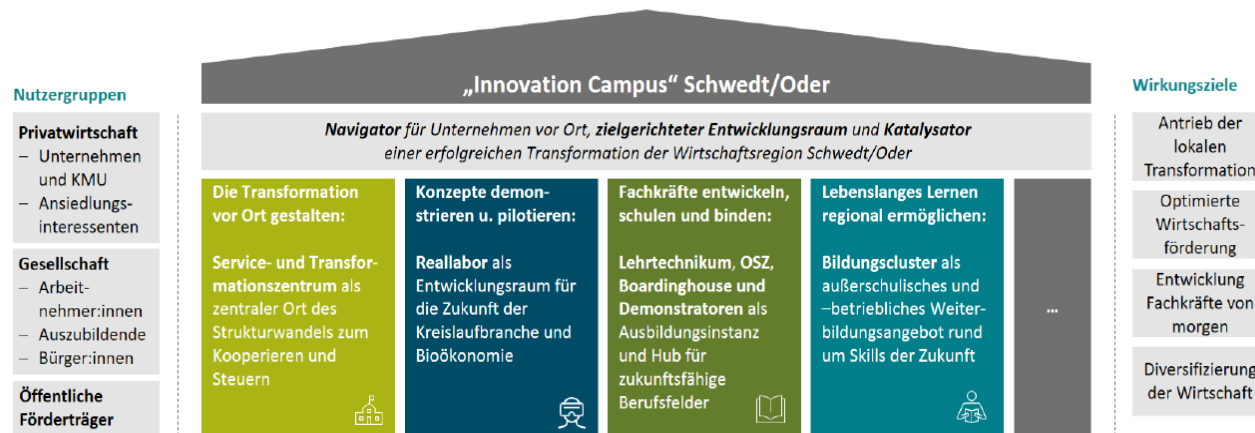 „Innovation Campus“ Schwedt/Oder
Navigator für Unternehmen vor Ort, zielgerichteter Entwicklungsraum und Katalysator
einer erfolgreichen Transformation der Wirtschaftsregion Schwedt/Oder
Nutzergruppen
Privatwirtschaft
– Unternehmen
und KMU
– Ansiedlungs-
interessenten
Gesellschaft
– Arbeit-
nehmer:innen
– Auszubildende
– Bürger:innen
Öffentliche
Förderträger
Die Transformation
vor Ort gestalten:
Service- und Transfor-
mationszentrum als
zentraler Ort des
Strukturwandels zum
Kooperieren und
Steuern
Konzepte demon-
strieren u. pilotieren:
Reallabor als
Entwicklungsraum für
die Zukunft der
Kreislaufbranche und
Bioökonomie
Fachkräfte entwickeln,
schulen und binden:
Lehrtechnikum, OSZ,
Boardinghouse und
Demonstratoren als
Ausbildungsinstanz
und Hub für
zukunftsfähige
Berufsfelder
Lebenslanges Lernen
regional ermöglichen:
Bildungscluster als
außerschulisches und
–betriebliches Weiter-
bildungsangebot rund
um Skills der Zukunft
...
Wirkungsziele
Antrieb der
lokalen
Transformation
Optimierte
Wirtschafts-
förderung
Entwicklung
Fachkräfte von
morgen
Diversifizierung
der Wirtschaft